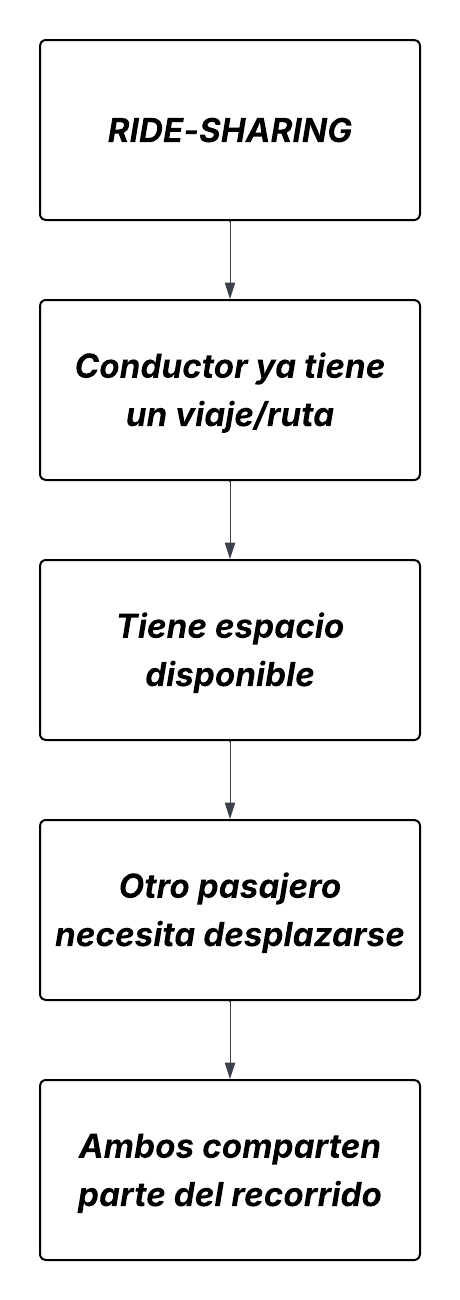 RIDE-SHARING
Conductor ya tiene
un viaje/ruta
Tiene espacio
disponible
Otro pasajero
necesita desplazarse
Ambos comparten
parte del recorrido